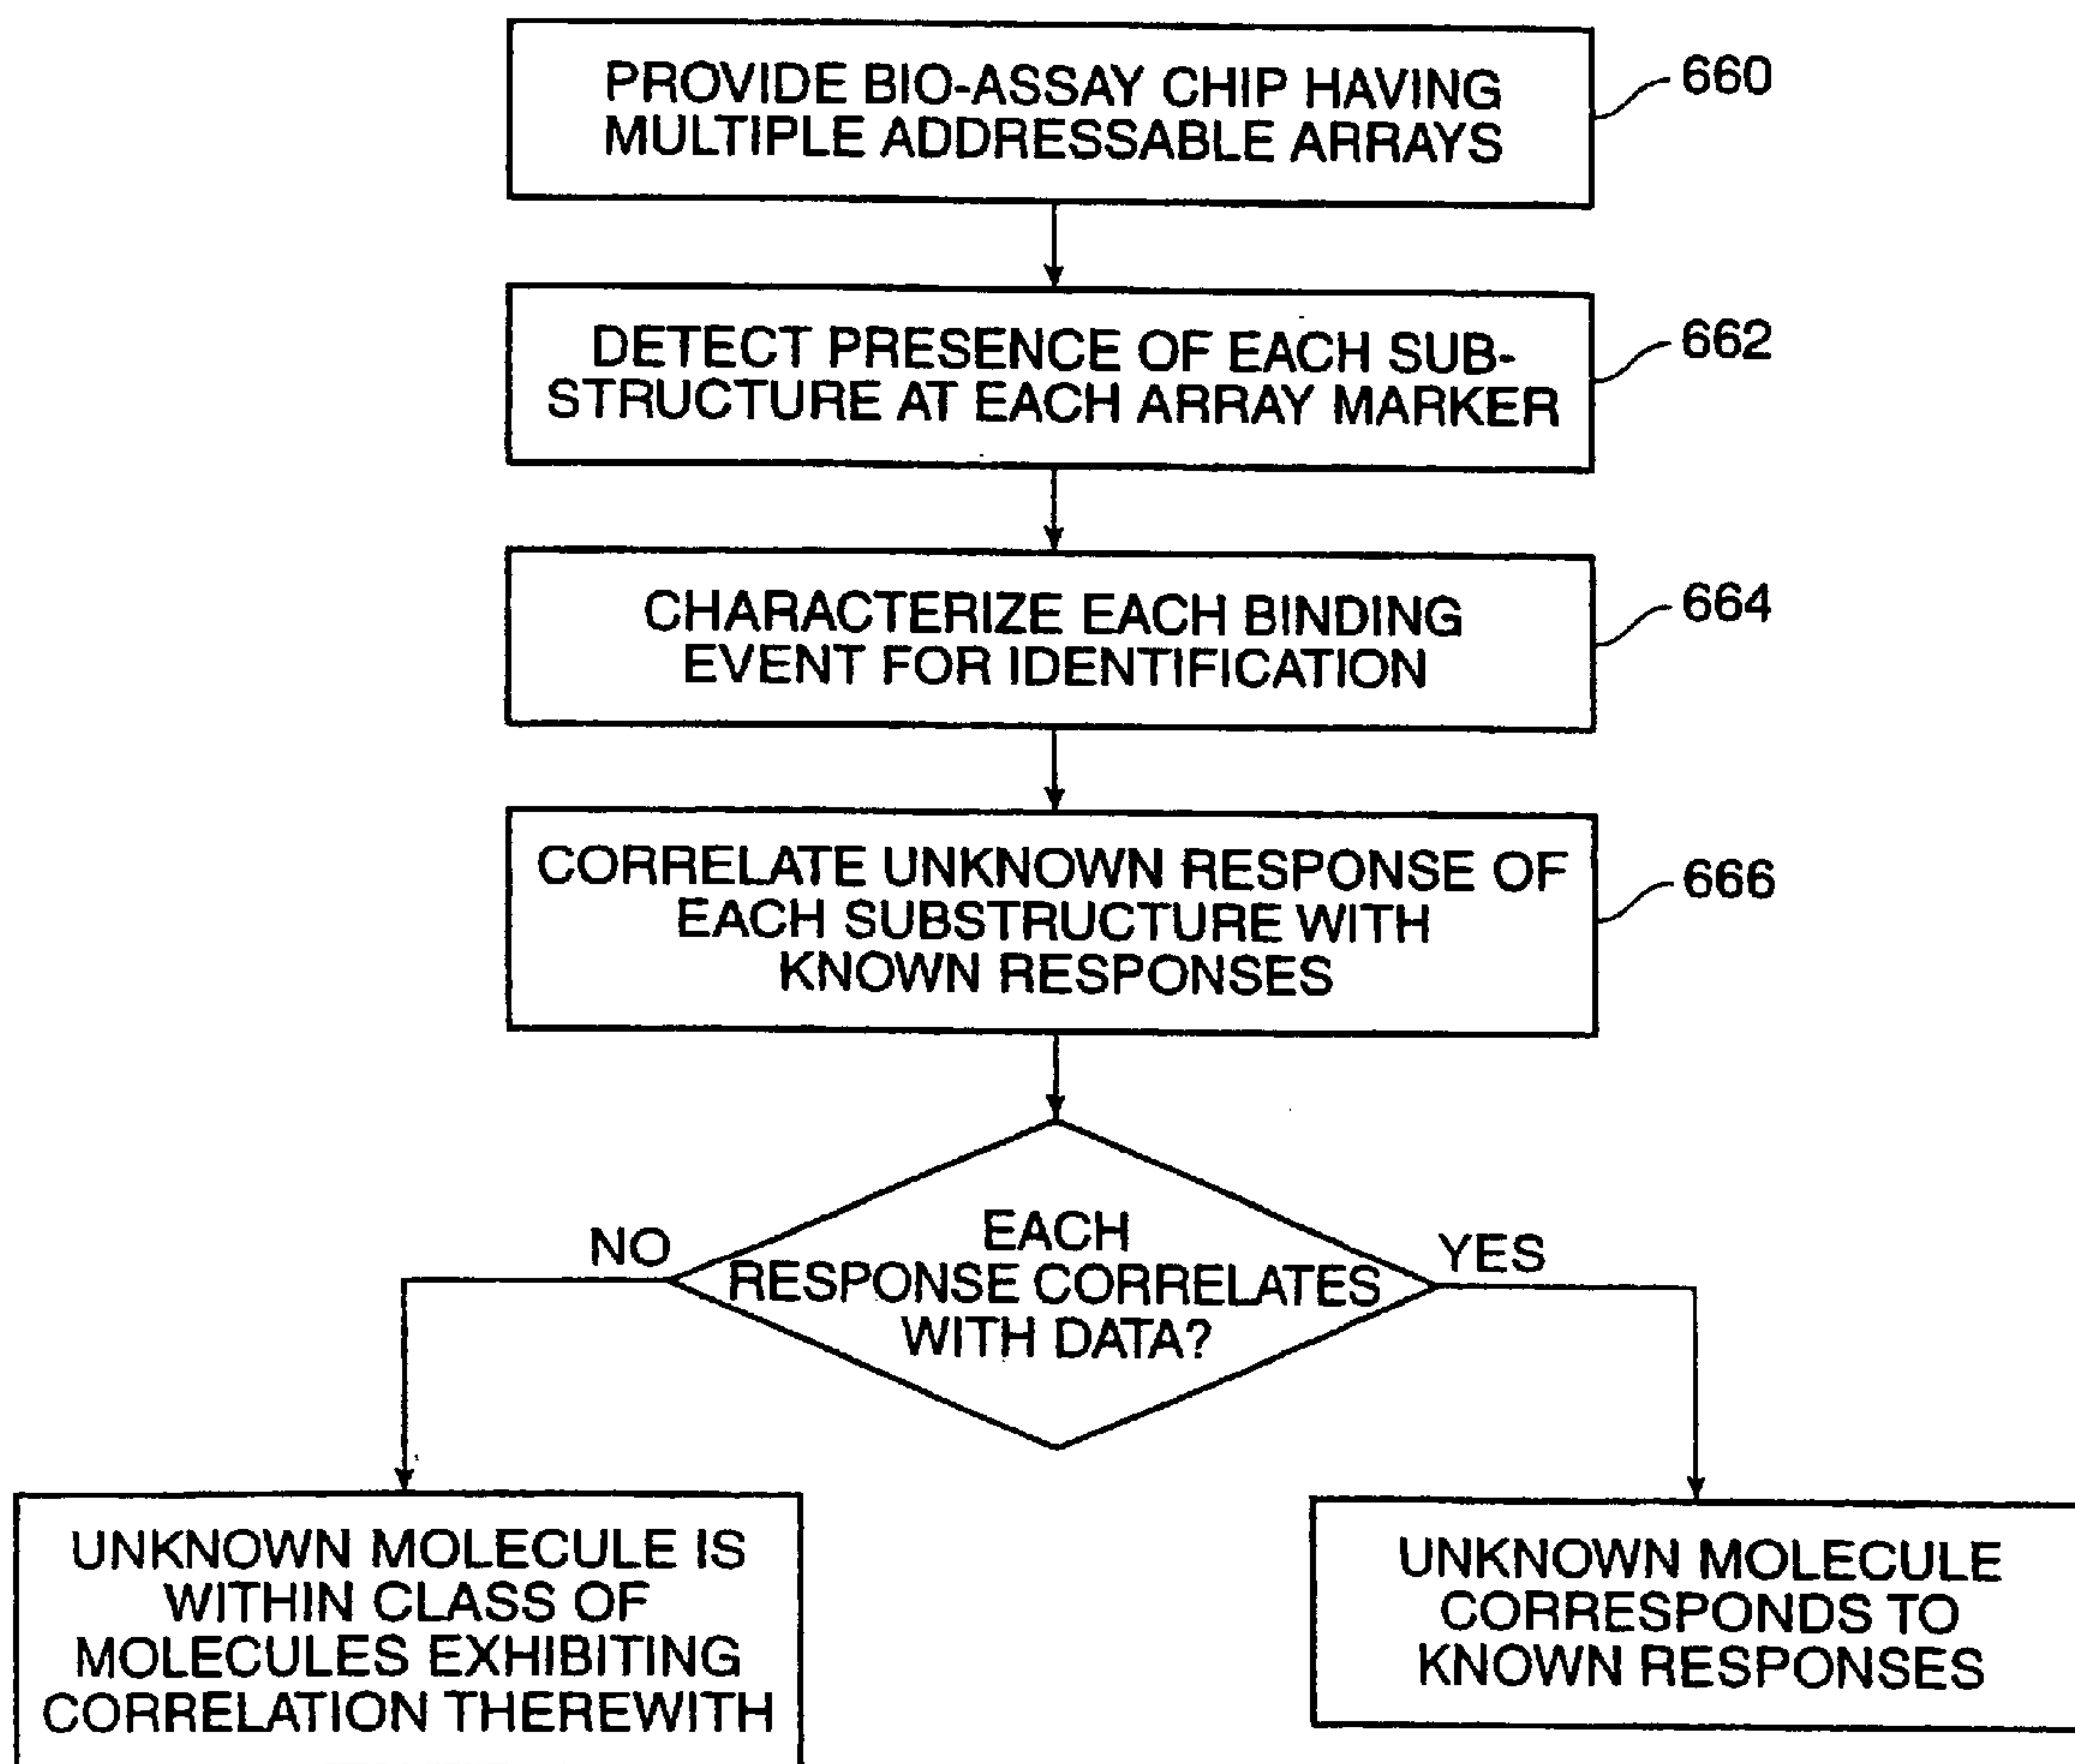 PROVIDE BIO-ASSAY CHIP HAVING
MULTIPLE ADDRESSABLE ARRAYS
660
DETECT PRESENCE OF EACH SUB-
STRUCTURE AT EACH ARRAY MARKER
662
CHARACTERIZE EACH BINDING
EVENT FOR IDENTIFICATION
664
CORRELATE UNKNOWN RESPONSE OF
EACH SUBSTRUCTURE WITH
KNOWN RESPONSES
666
EACH
RESPONSE CORRELATES
WITH DATA?
NO
YES
UNKNOWN MOLECULE IS
WITHIN CLASS OF
MOLECULES EXHIBITING
CORRELATION THEREWITH
UNKNOWN MOLECULE
CORRESPONDS TO
KNOWN RESPONSES